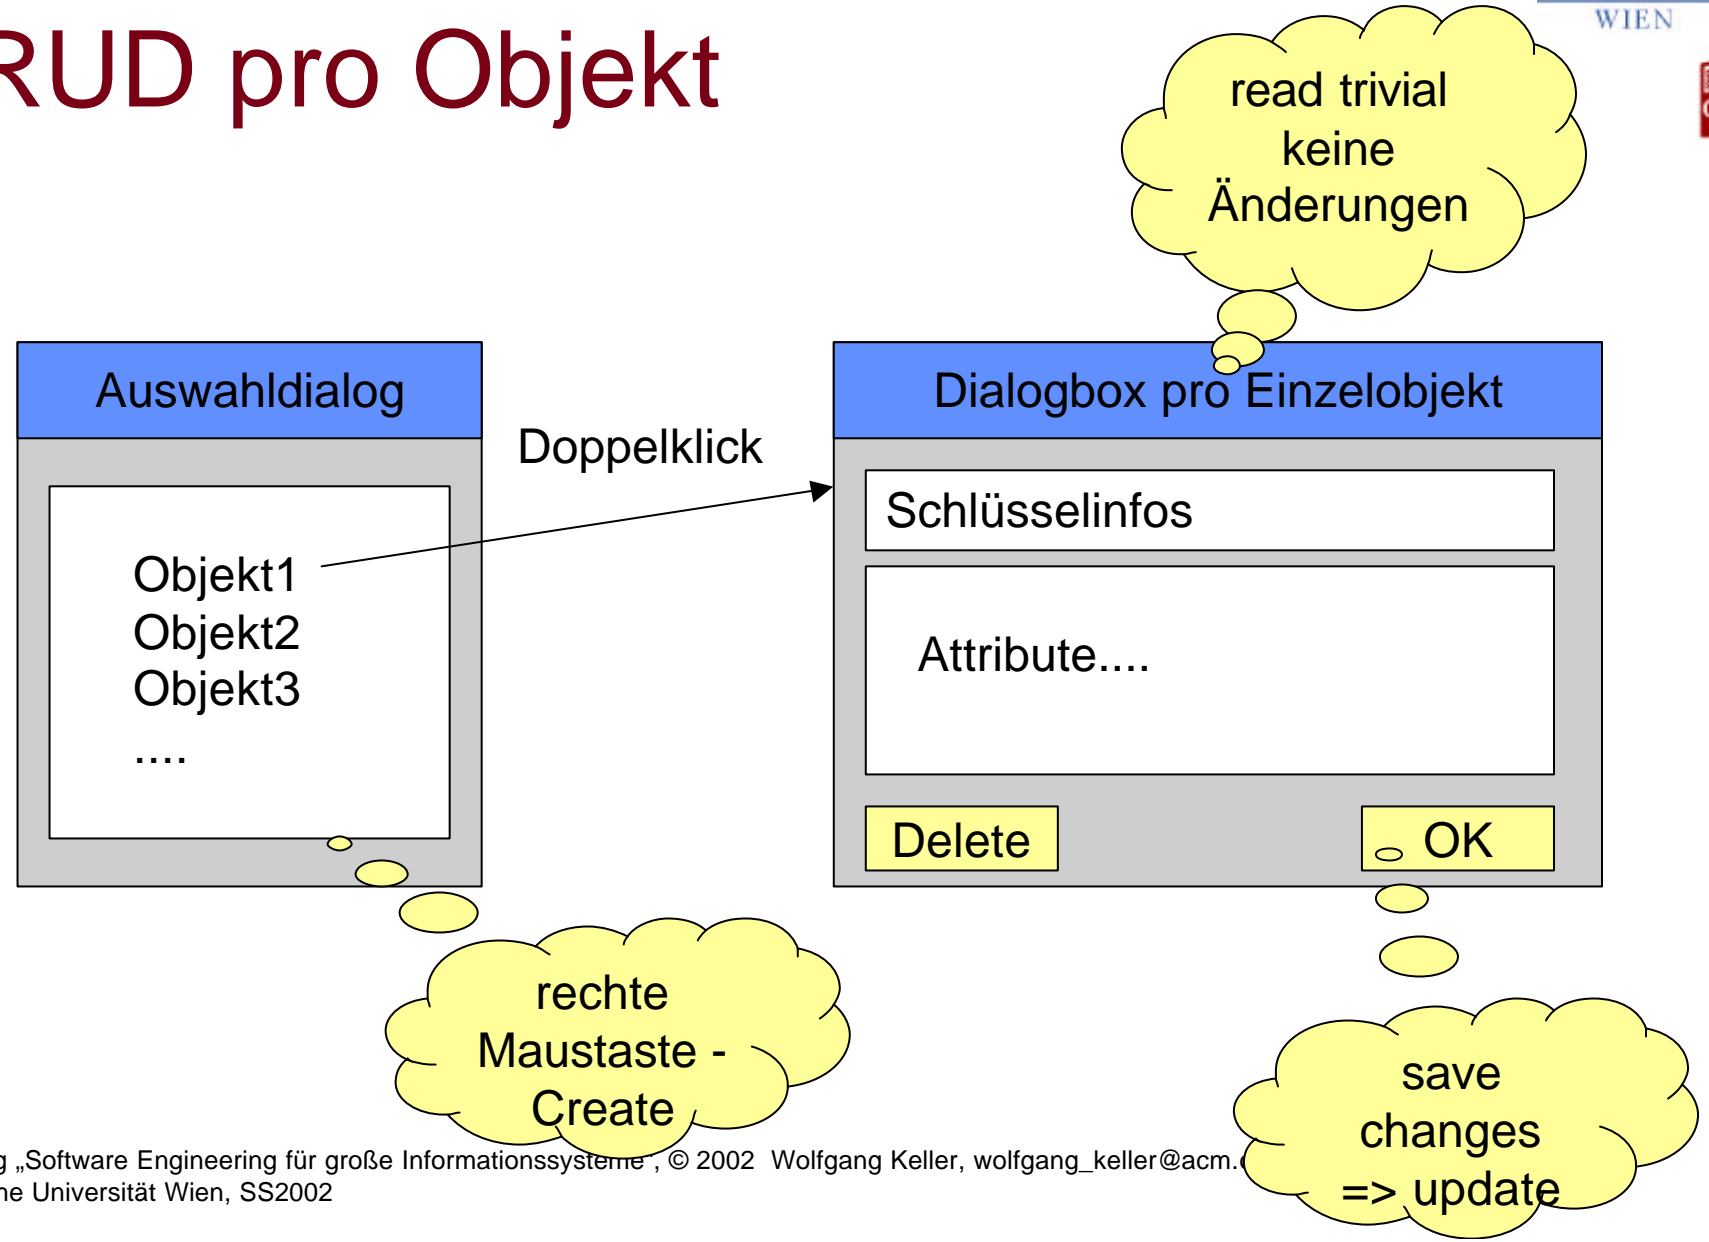 RUD pro Objekt
WIEN
read trivial
keine
Änderungen
Auswahldialog
Doppelklick
Dialogbox pro Einzelobjekt
Schlüsselinfos
Objekt1
Objekt2
Objekt3
....
Attribute....
Delete
OK
rechte
Maustaste -
Create
save
changes
=> update
g „Software Engineering für große Informationssysteme“, © 2002 Wolfgang Keller, wolfgang_keller@acm.
ne Universität Wien, SS2002